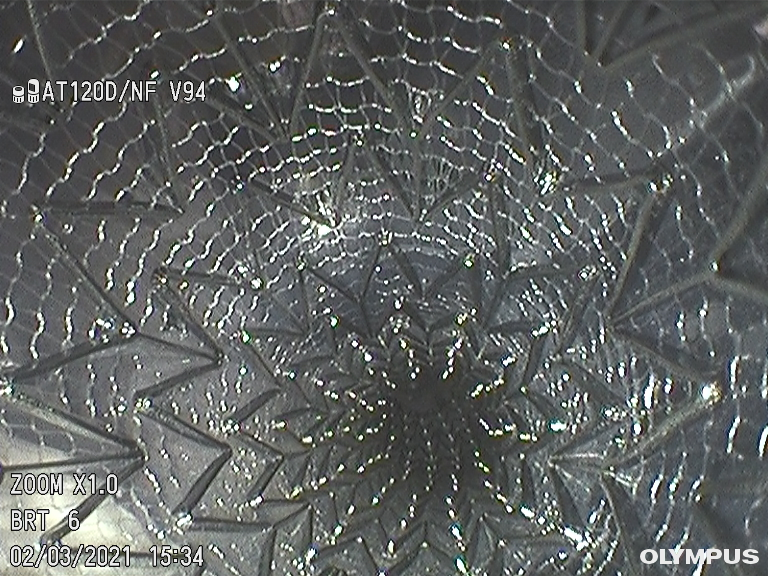 AT120D/NF V94
ZOOM X1.0
BRT 6
02/03/2021 15:34
OLYMPUS